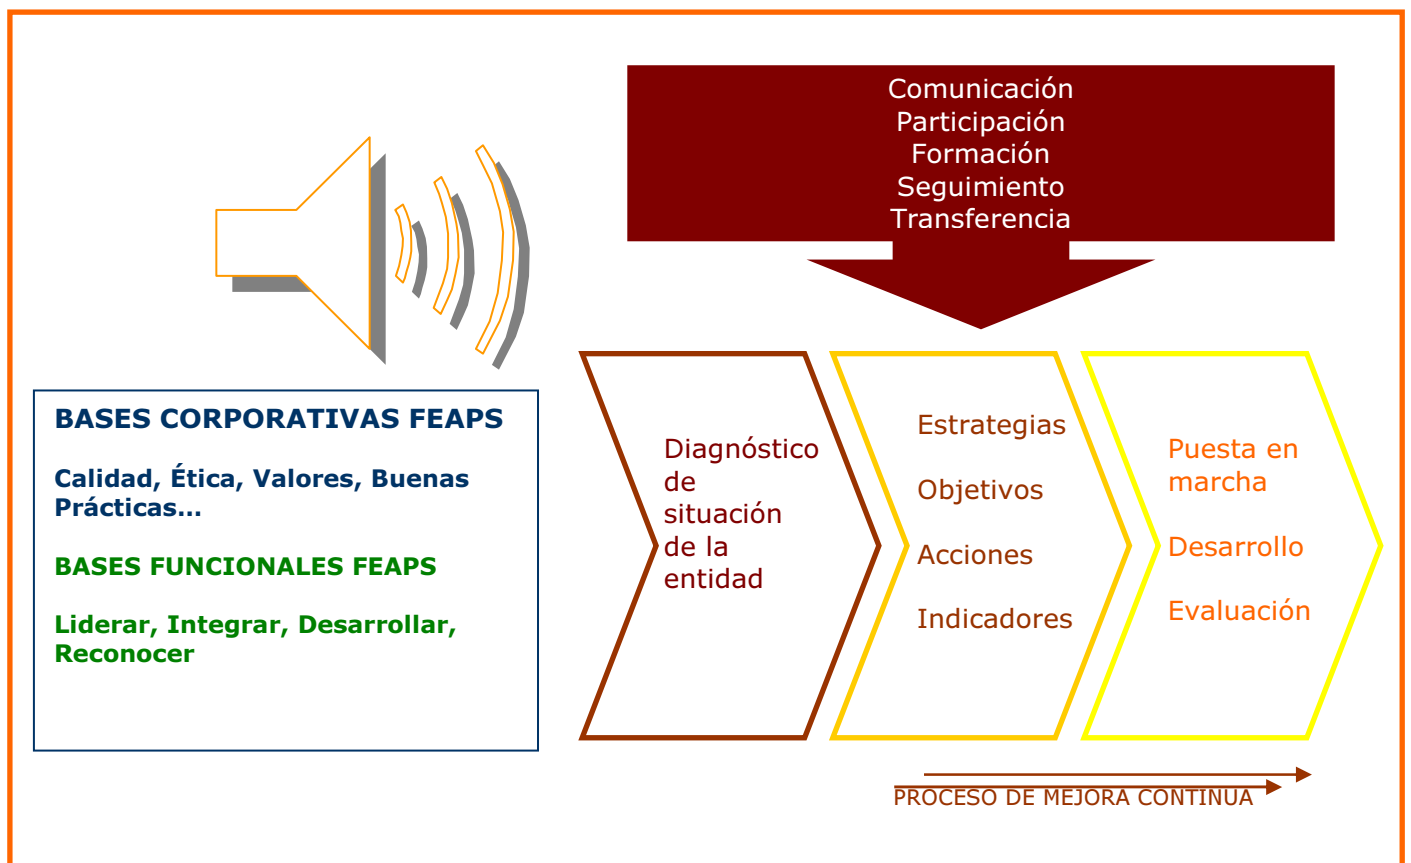 Comunicación
Participación
Formación
Seguimiento
Transferencia
BASES CORPORATIVAS FEAPS
Calidad, Ética, Valores, Buenas
Prácticas...
BASES FUNCIONALES FEAPS
Liderar, Integrar, Desarrollar,
Reconocer
Diagnóstico
de
situación
de la
entidad
Estrategias
Objetivos
Acciones
Indicadores
Puesta en
marcha
Desarrollo
Evaluación
PROCESO DE MEJORA CONTINUA